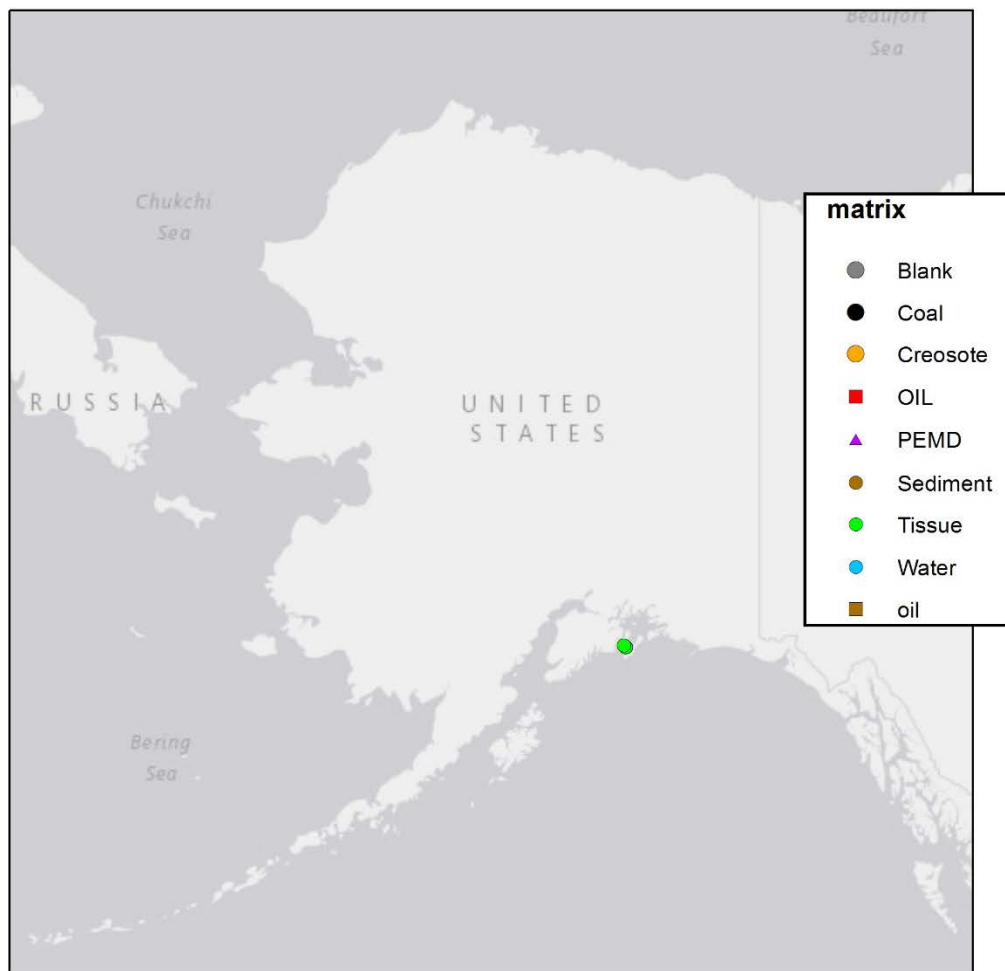 Beaufort
Sea
Chukchi
Sea
matrix
Blank
Coal
Creosote
OIL
PEMD
Sediment
Tissue
Water
oil
RUSSIA
UNITED
STATES
Bering
Sea